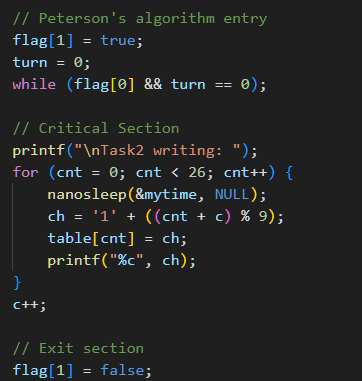 // Peterson's algorithm entry
flag[1] = true;
turn = 0;
while (flag[0] && turn == 0);

// Critical Section
printf("\nTask2 writing: ");
for (cnt = 0; cnt < 26; cnt++) {
    nanosleep(&mytime, NULL);
    ch = '1' + ((cnt + c) % 9);
    table[cnt] = ch;
    printf("%c", ch);
}
c++;

// Exit section
flag[1] = false;